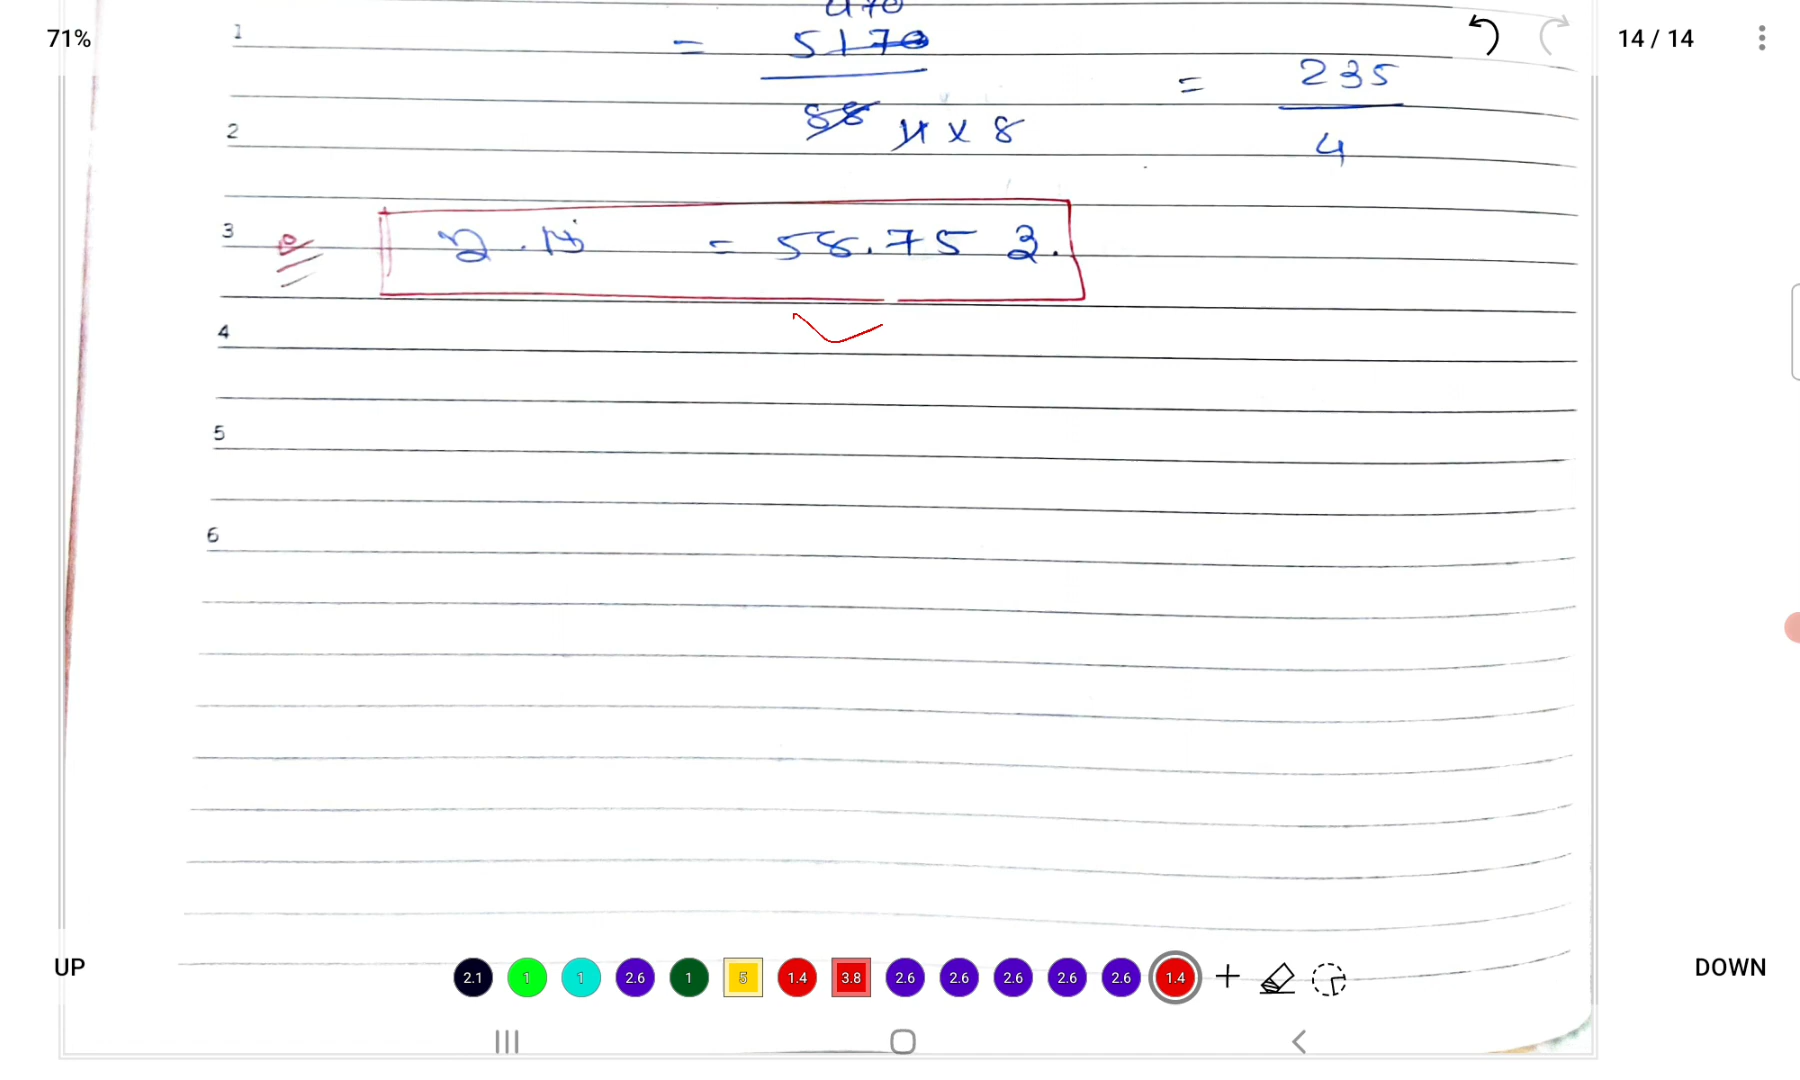 71%
14 / 14
470
1
= 5170 / 88 11 x 8 = 235 / 4
2
3
= 58.75 3.
4
5
6
UP
2.1 1 1 2.6 1 5 1.4 3.8 2.6 2.6 2.6 2.6 2.6 1.4
DOWN